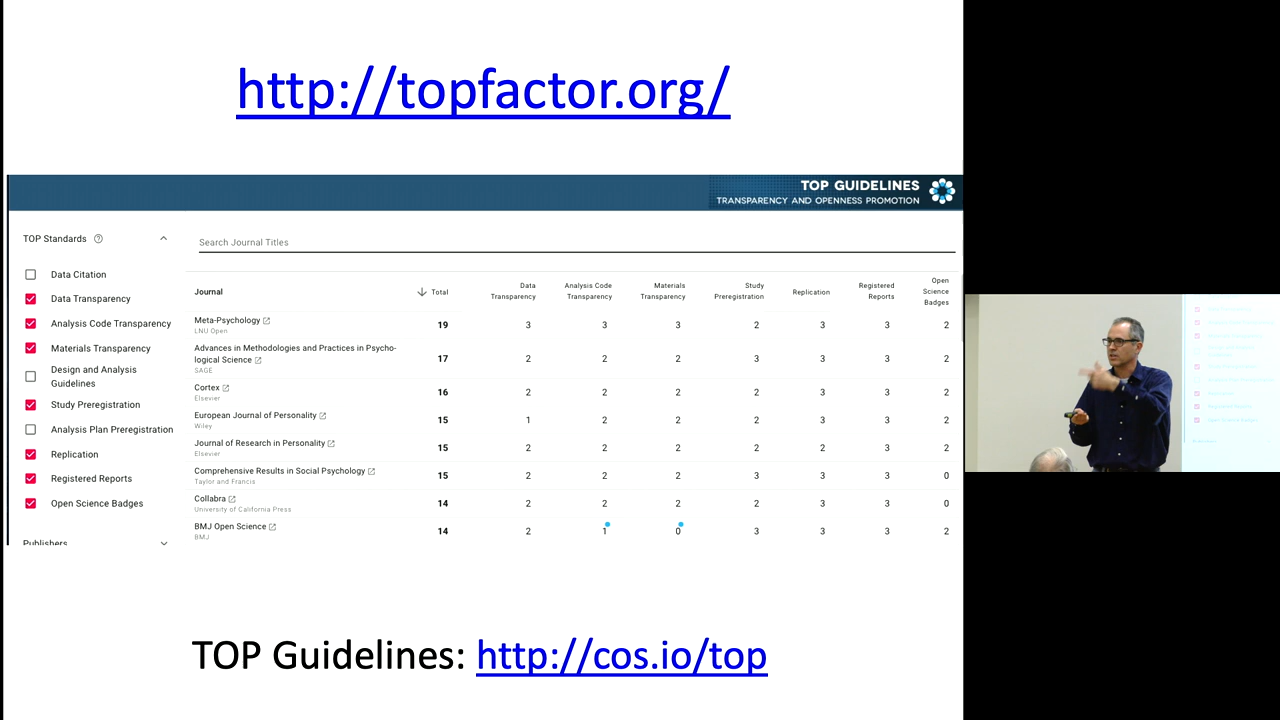 http://topfactor.org/
TOP GUIDELINES
TRANSPARENCY AND OPENNESS PROMOTION
TOP Standards
Data Citation
Data Transparency
Analysis Code Transparency
Materials Transparency
Design and Analysis
Guidelines
Study Preregistration
Analysis Plan Preregistration
Replication
Registered Reports
Open Science Badges
Publishers
Search Journal Titles
Journal Total Data Transparency Analysis Code Transparency Materials Transparency Study Preregistration Replication Registered Reports Open Science Badges
Meta-Psychology 19 3 3 3 2 3 3 2
LNU Open
Advances in Methodologies and Practices in Psycho-
logical Science 17 2 2 2 3 3 3 2
SAGE
Cortex 16 2 2 2 2 3 3 2
Elsevier
European Journal of Personality 15 1 2 2 2 3 3 2
Wiley
Journal of Research in Personality 15 2 2 2 2 2 3 2
Elsevier
Comprehensive Results in Social Psychology 15 2 2 2 3 3 3 0
Taylor and Francis
Collabra 14 2 2 2 2 3 3 0
University of California Press
BMJ Open Science 14 2 1 0 3 3 3 2
BMJ
TOP Guidelines: http://cos.io/top